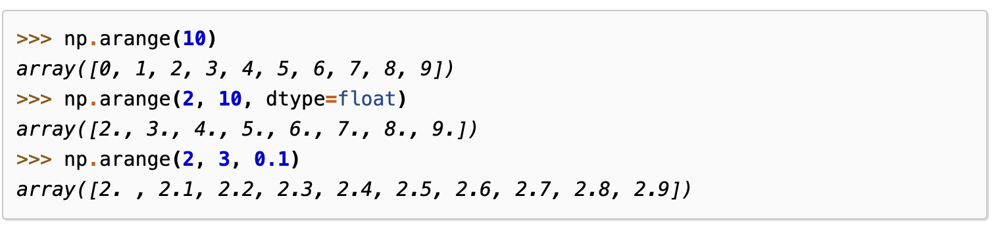 >>> np.arange(10)
array([0, 1, 2, 3, 4, 5, 6, 7, 8, 9])
>>> np.arange(2, 10, dtype=float)
array([2., 3., 4., 5., 6., 7., 8., 9.])
>>> np.arange(2, 3, 0.1)
array([2. , 2.1, 2.2, 2.3, 2.4, 2.5, 2.6, 2.7, 2.8, 2.9])